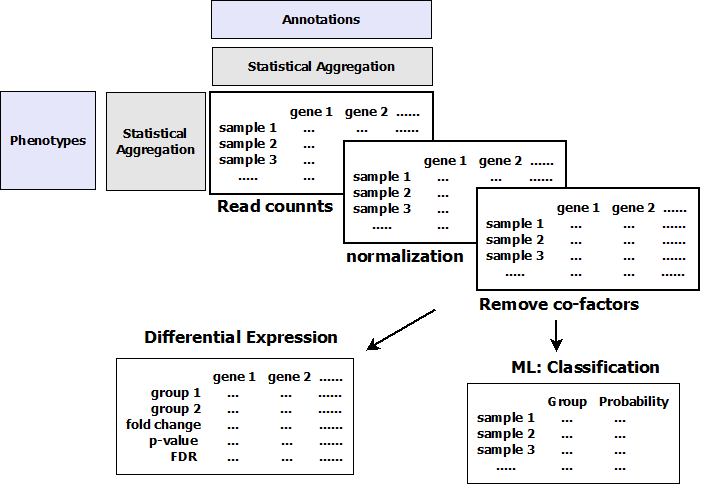 Annotations
Statistical Aggregation
Phenotypes
Statistical
Aggregation
gene 1 gene 2 ......
sample 1 ... ... ......
sample 2 ...
sample 3 ...
..... ...
Read counnts
gene 1 gene 2 ......
sample 1 ... ... ......
sample 2 ...
sample 3 ...
..... ...
normalization
gene 1 gene 2 ......
sample 1 ... ... ......
sample 2 ... ... ......
sample 3 ... ... ......
..... ... ... ......
Remove co-factors
Differential Expression
gene 1 gene 2 ......
group 1 ... ... ......
group 2 ... ... ......
fold change ... ... ......
p-value ... ... ......
FDR ... ... ......
ML: Classification
Group Probability
sample 1 ... ...
sample 2 ... ...
sample 3 ... ...
..... ... ...